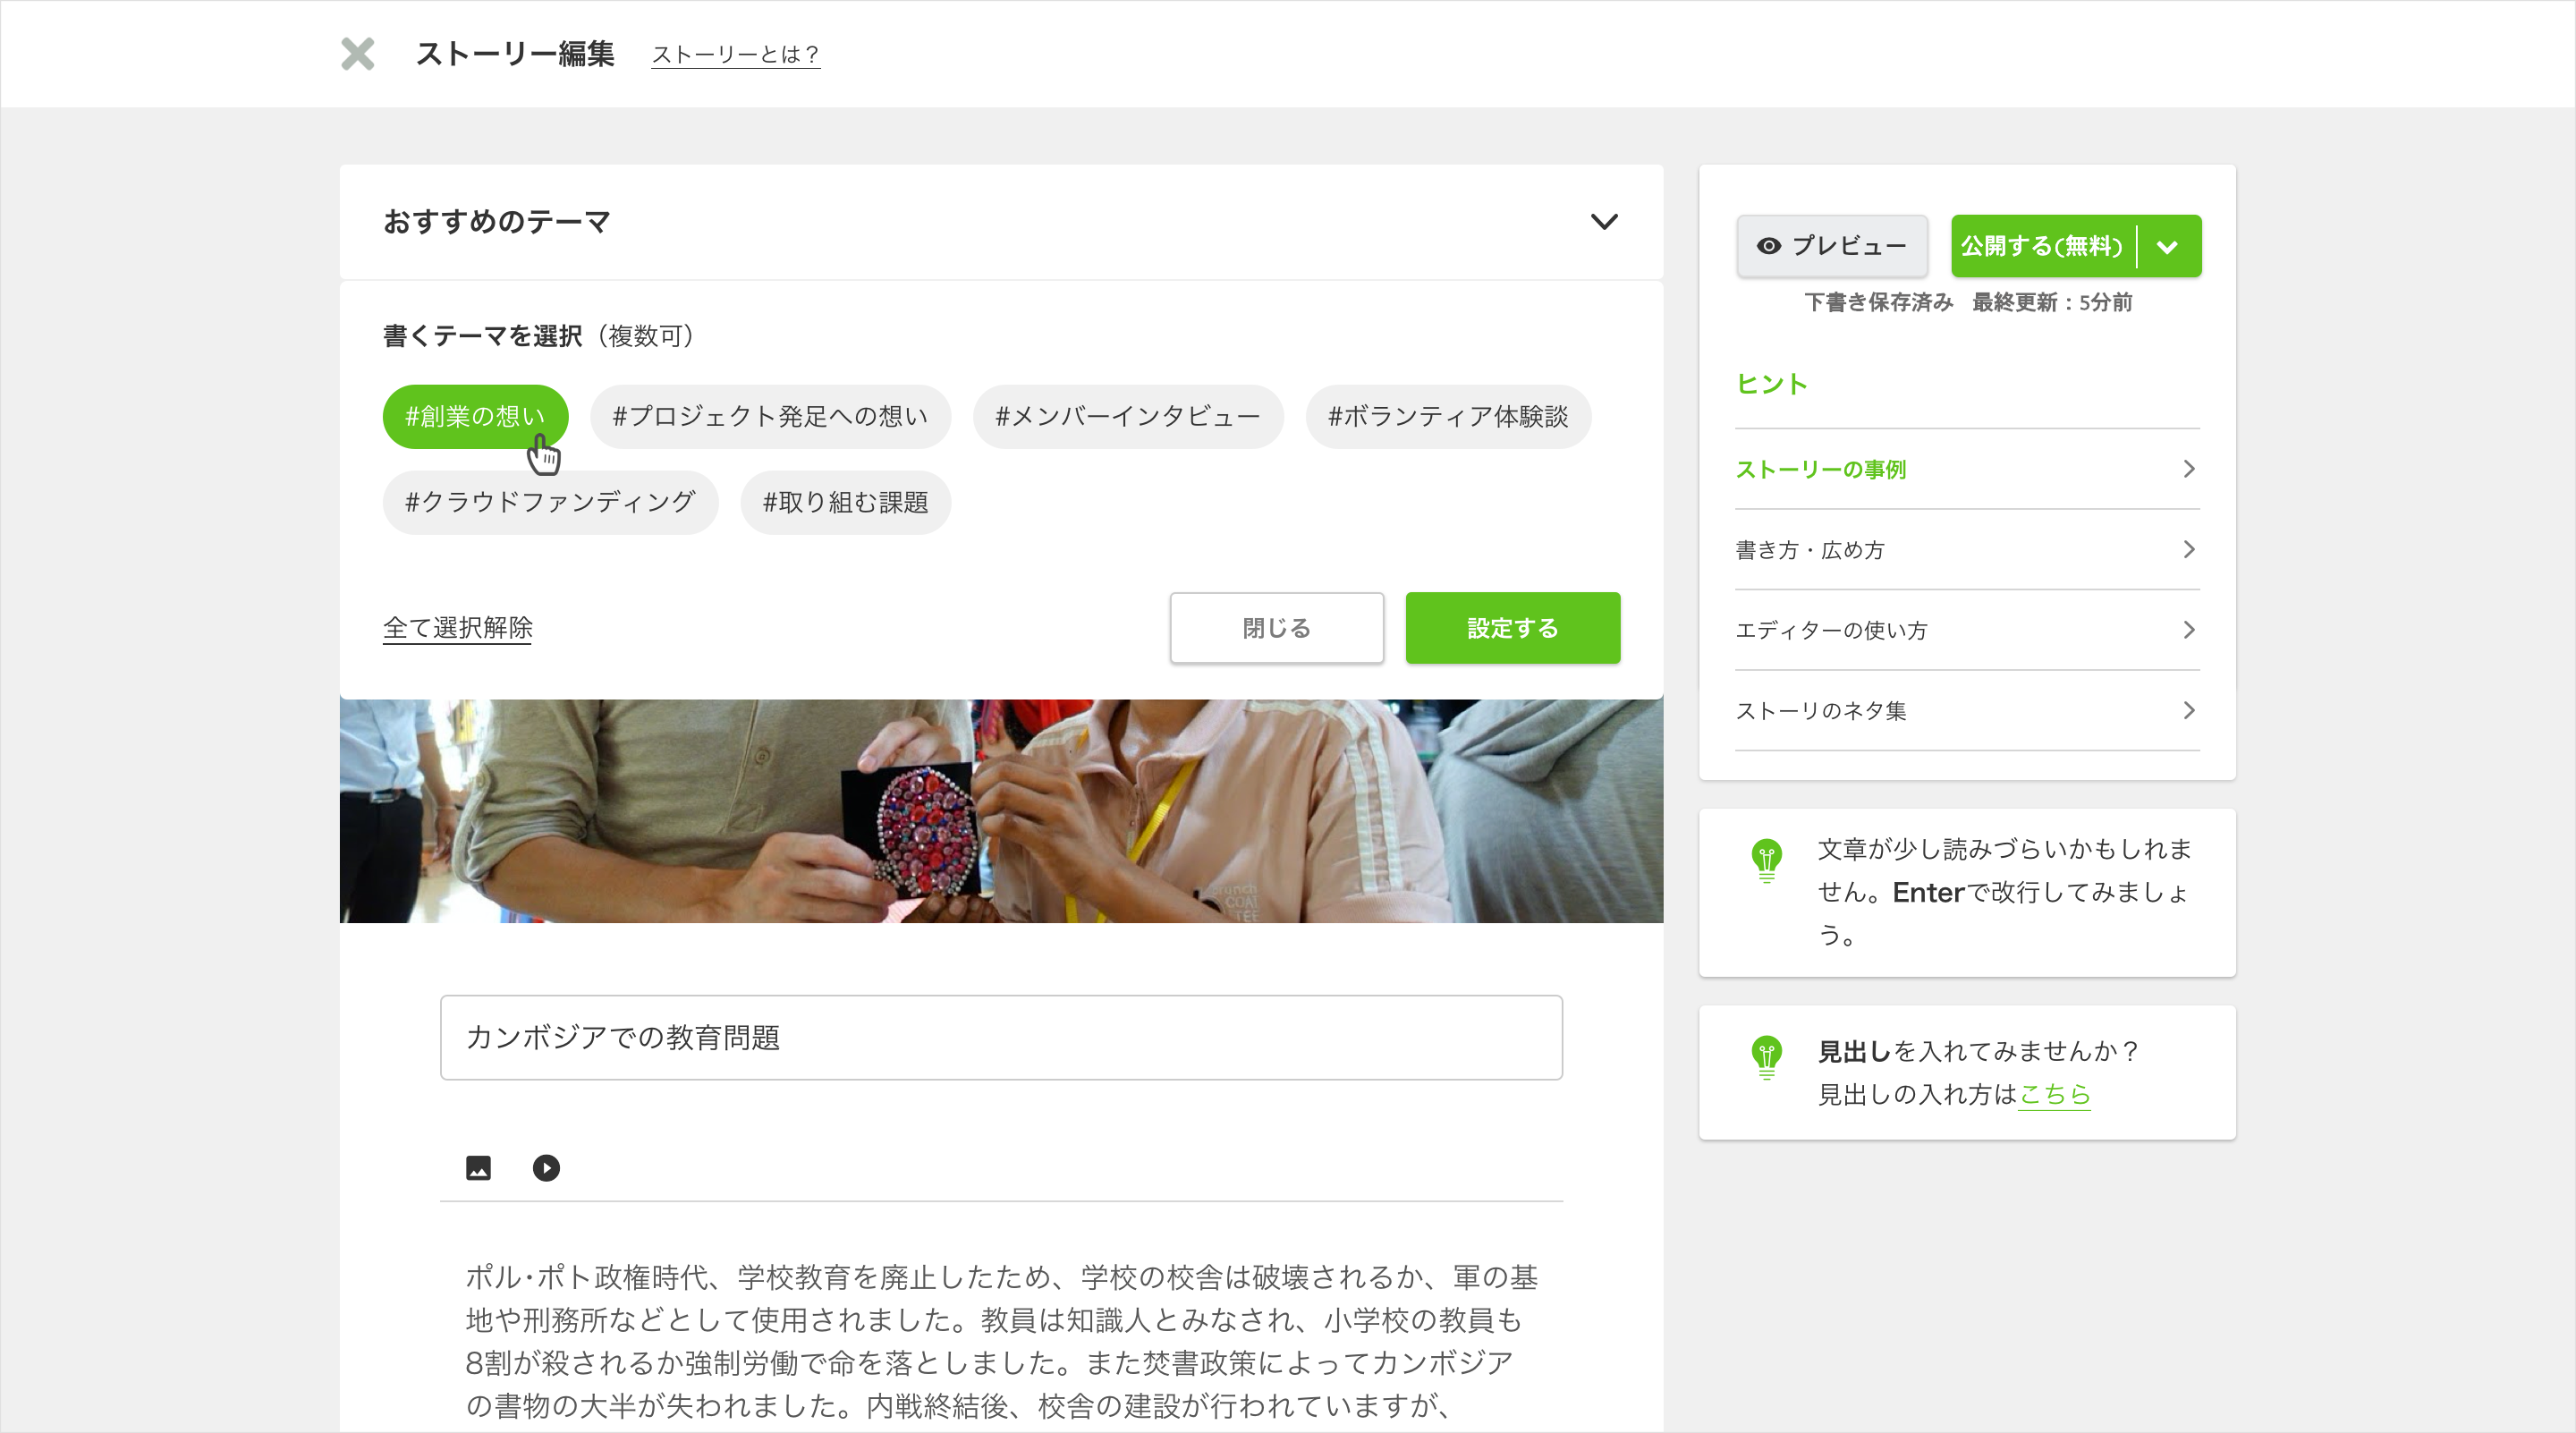 ストーリー編集 ストーリーとは？
おすすめのテーマ
書くテーマを選択（複数可）
#創業の想い #プロジェクト発足への想い #メンバーインタビュー #ボランティア体験談
#クラウドファンディング #取り組む課題
全て選択解除 閉じる 設定する
Brunch
COAT
TEE
カンボジアでの教育問題
ポル・ポト政権時代、学校教育を廃止したため、学校の校舎は破壊されるか、軍の基
地や刑務所などとして使用されました。教員は知識人とみなされ、小学校の教員も
8割が殺されるか強制労働で命を落としました。また焚書政策によってカンボジア
の書物の大半が失われました。内戦終結後、校舎の建設が行われていますが、
プレビュー 公開する(無料)
下書き保存済み 最終更新：5分前
ヒント
ストーリーの事例
書き方・広め方
エディターの使い方
ストーリのネタ集
文章が少し読みづらいかもしれま
せん。Enterで改行してみましょ
う。
見出しを入れてみませんか？
見出しの入れ方はこちら